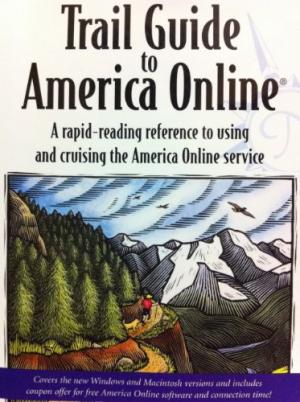 Trail Guide
to
America Online®
A rapid-reading reference to using
and cruising the America Online service
Covers the new Windows and Macintosh versions and includes
coupon offer for free America Online software and connection time!